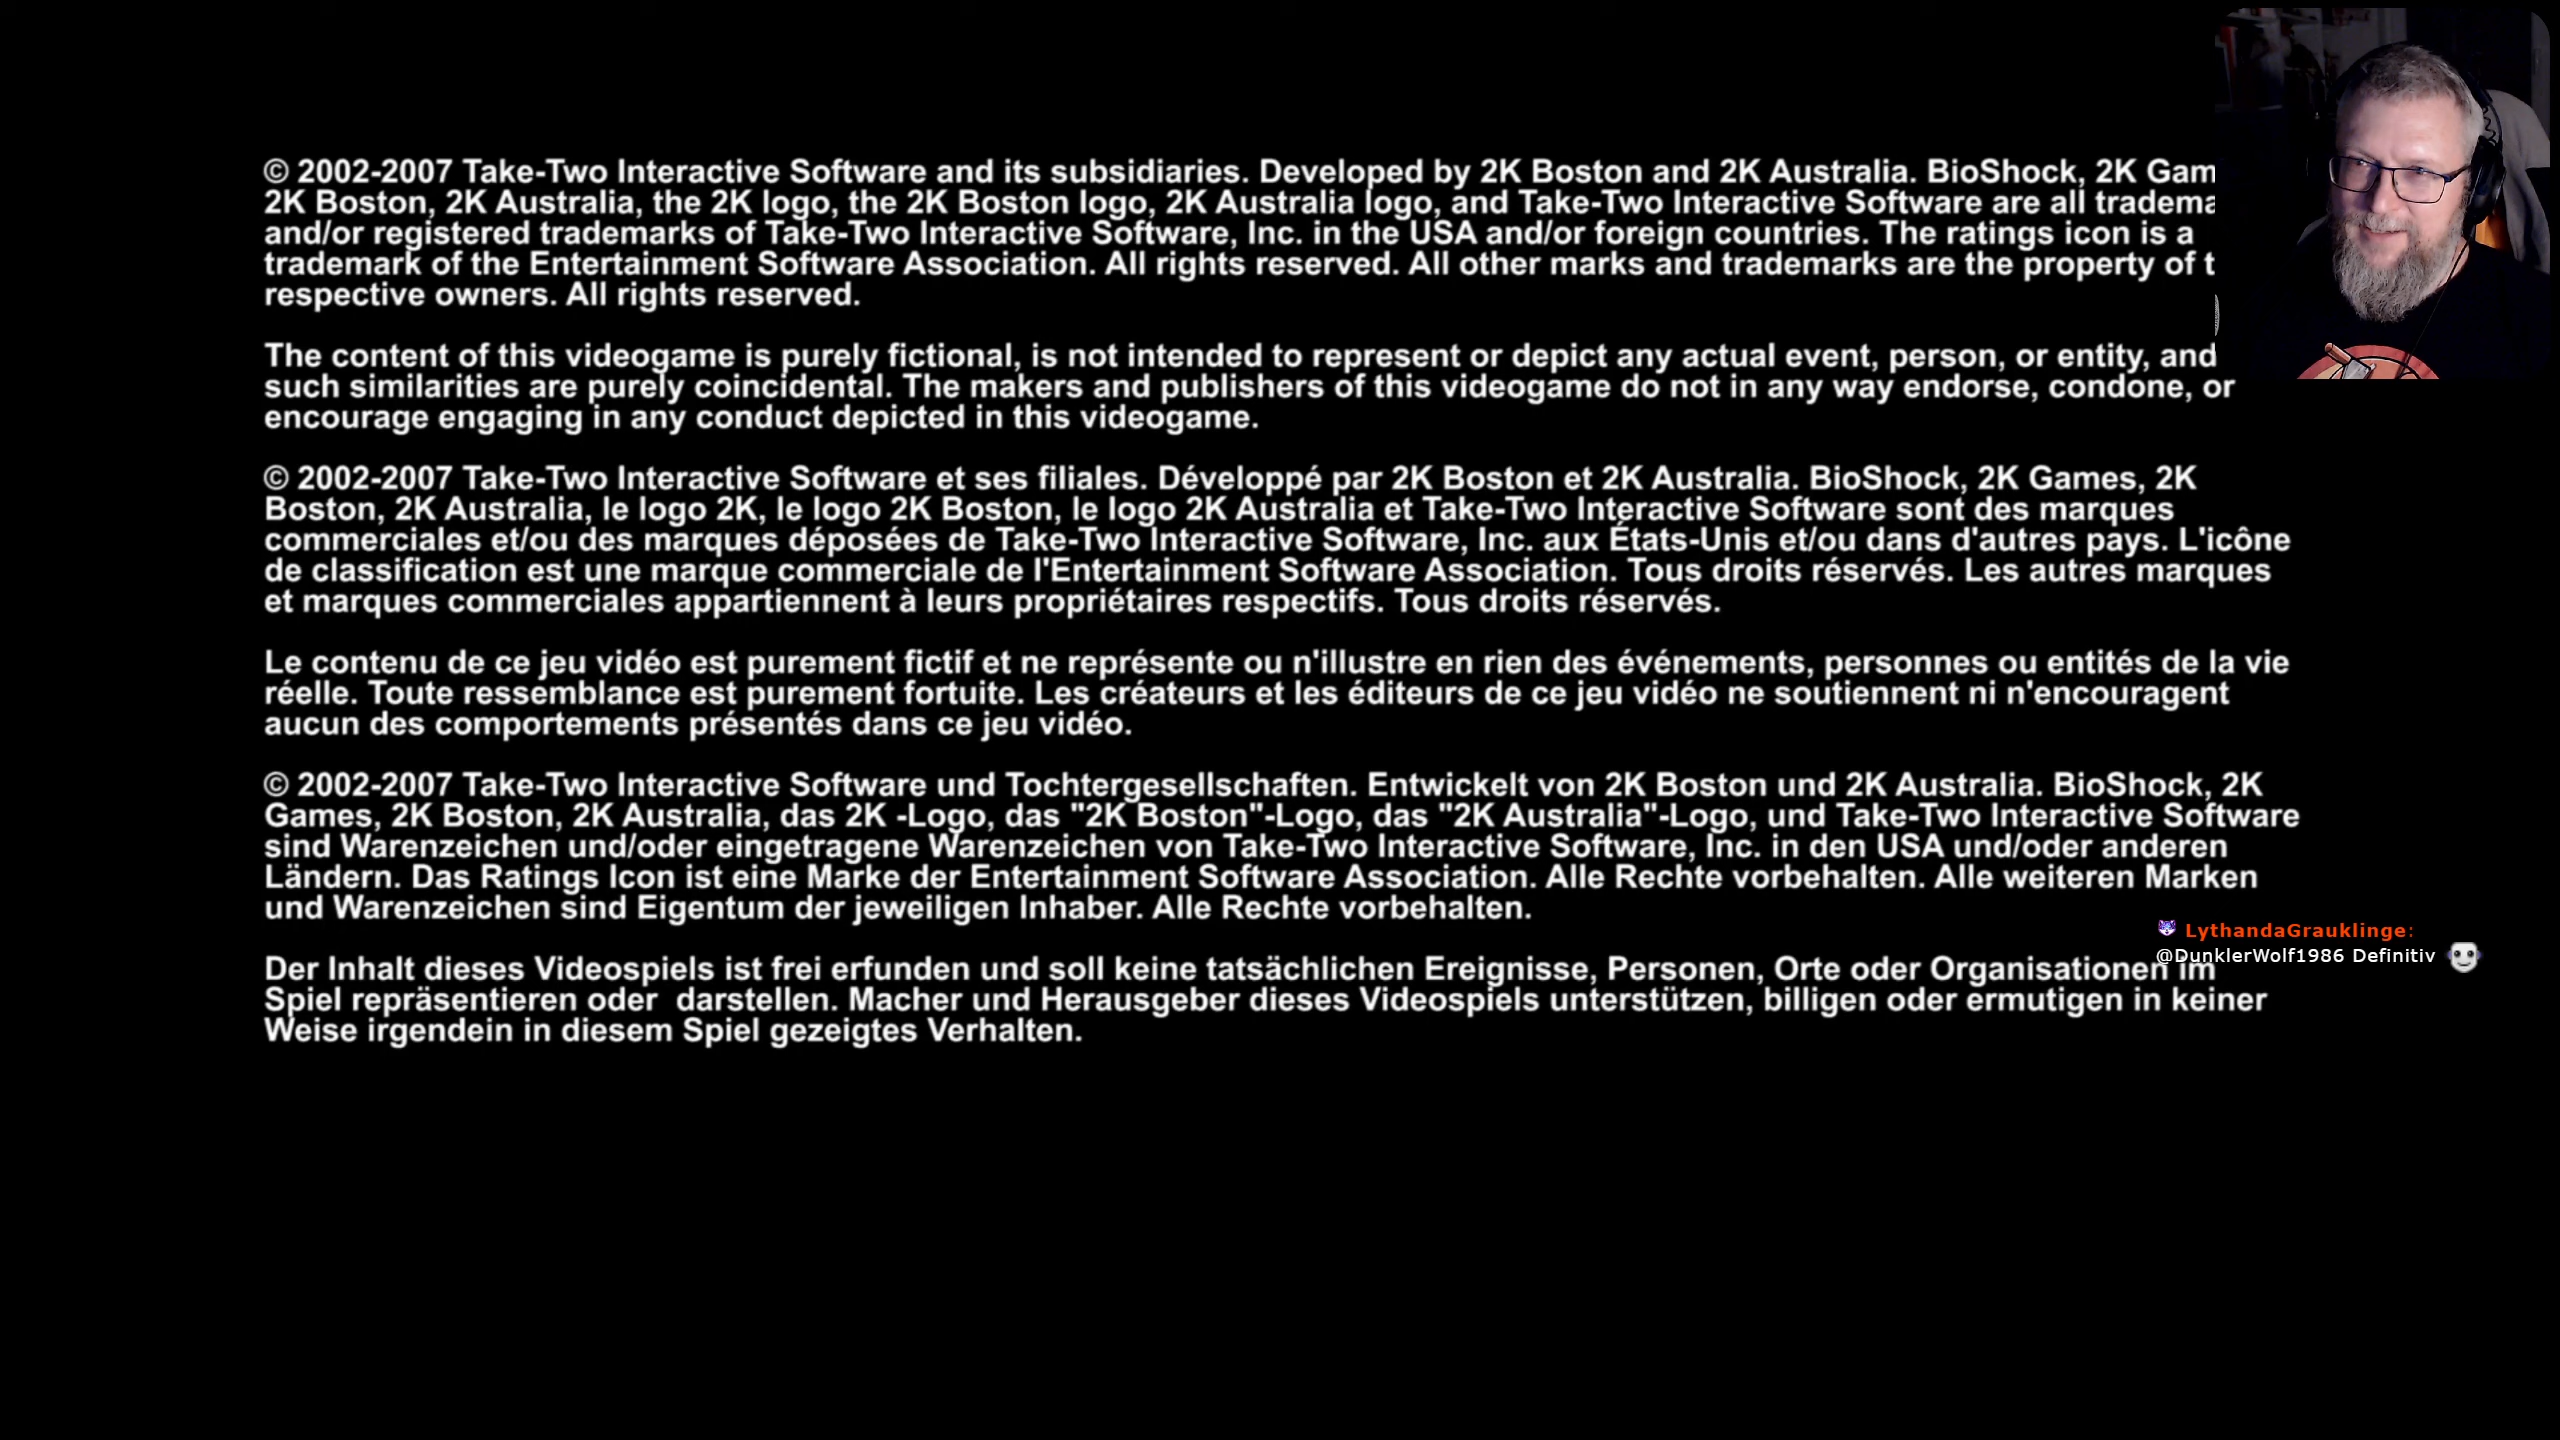 © 2002-2007 Take-Two Interactive Software and its subsidiaries. Developed by 2K Boston and 2K Australia. BioShock, 2K Gam
2K Boston, 2K Australia, the 2K logo, the 2K Boston logo, 2K Australia logo, and Take-Two Interactive Software are all tradema
and/or registered trademarks of Take-Two Interactive Software, Inc. in the USA and/or foreign countries. The ratings icon is a
trademark of the Entertainment Software Association. All rights reserved. All other marks and trademarks are the property of t
respective owners. All rights reserved.
The content of this videogame is purely fictional, is not intended to represent or depict any actual event, person, or entity, and
such similarities are purely coincidental. The makers and publishers of this videogame do not in any way endorse, condone, or
encourage engaging in any conduct depicted in this videogame.
© 2002-2007 Take-Two Interactive Software et ses filiales. Développé par 2K Boston et 2K Australia. BioShock, 2K Games, 2K
Boston, 2K Australia, le logo 2K, le logo 2K Boston, le logo 2K Australia et Take-Two Interactive Software sont des marques
commerciales et/ou des marques déposées de Take-Two Interactive Software, Inc. aux États-Unis et/ou dans d'autres pays. L'icône
de classification est une marque commerciale de l'Entertainment Software Association. Tous droits réservés. Les autres marques
et marques commerciales appartiennent à leurs propriétaires respectifs. Tous droits réservés.
Le contenu de ce jeu vidéo est purement fictif et ne représente ou n'illustre en rien des événements, personnes ou entités de la vie
réelle. Toute ressemblance est purement fortuite. Les créateurs et les éditeurs de ce jeu vidéo ne soutiennent ni n'encouragent
aucun des comportements présentés dans ce jeu vidéo.
© 2002-2007 Take-Two Interactive Software und Tochtergesellschaften. Entwickelt von 2K Boston und 2K Australia. BioShock, 2K
Games, 2K Boston, 2K Australia, das 2K -Logo, das "2K Boston"-Logo, das "2K Australia"-Logo, und Take-Two Interactive Software
sind Warenzeichen und/oder eingetragene Warenzeichen von Take-Two Interactive Software, Inc. in den USA und/oder anderen
Ländern. Das Ratings Icon ist eine Marke der Entertainment Software Association. Alle Rechte vorbehalten. Alle weiteren Marken
und Warenzeichen sind Eigentum der jeweiligen Inhaber. Alle Rechte vorbehalten.
Der Inhalt dieses Videospiels ist frei erfunden und soll keine tatsächlichen Ereignisse, Personen, Orte oder Organisationen im
Spiel repräsentieren oder  darstellen. Macher und Herausgeber dieses Videospiels unterstützen, billigen oder ermutigen in keiner
Weise irgendein in diesem Spiel gezeigtes Verhalten.
LythandaGrauklinge:
@DunklerWolf1986 Definitiv